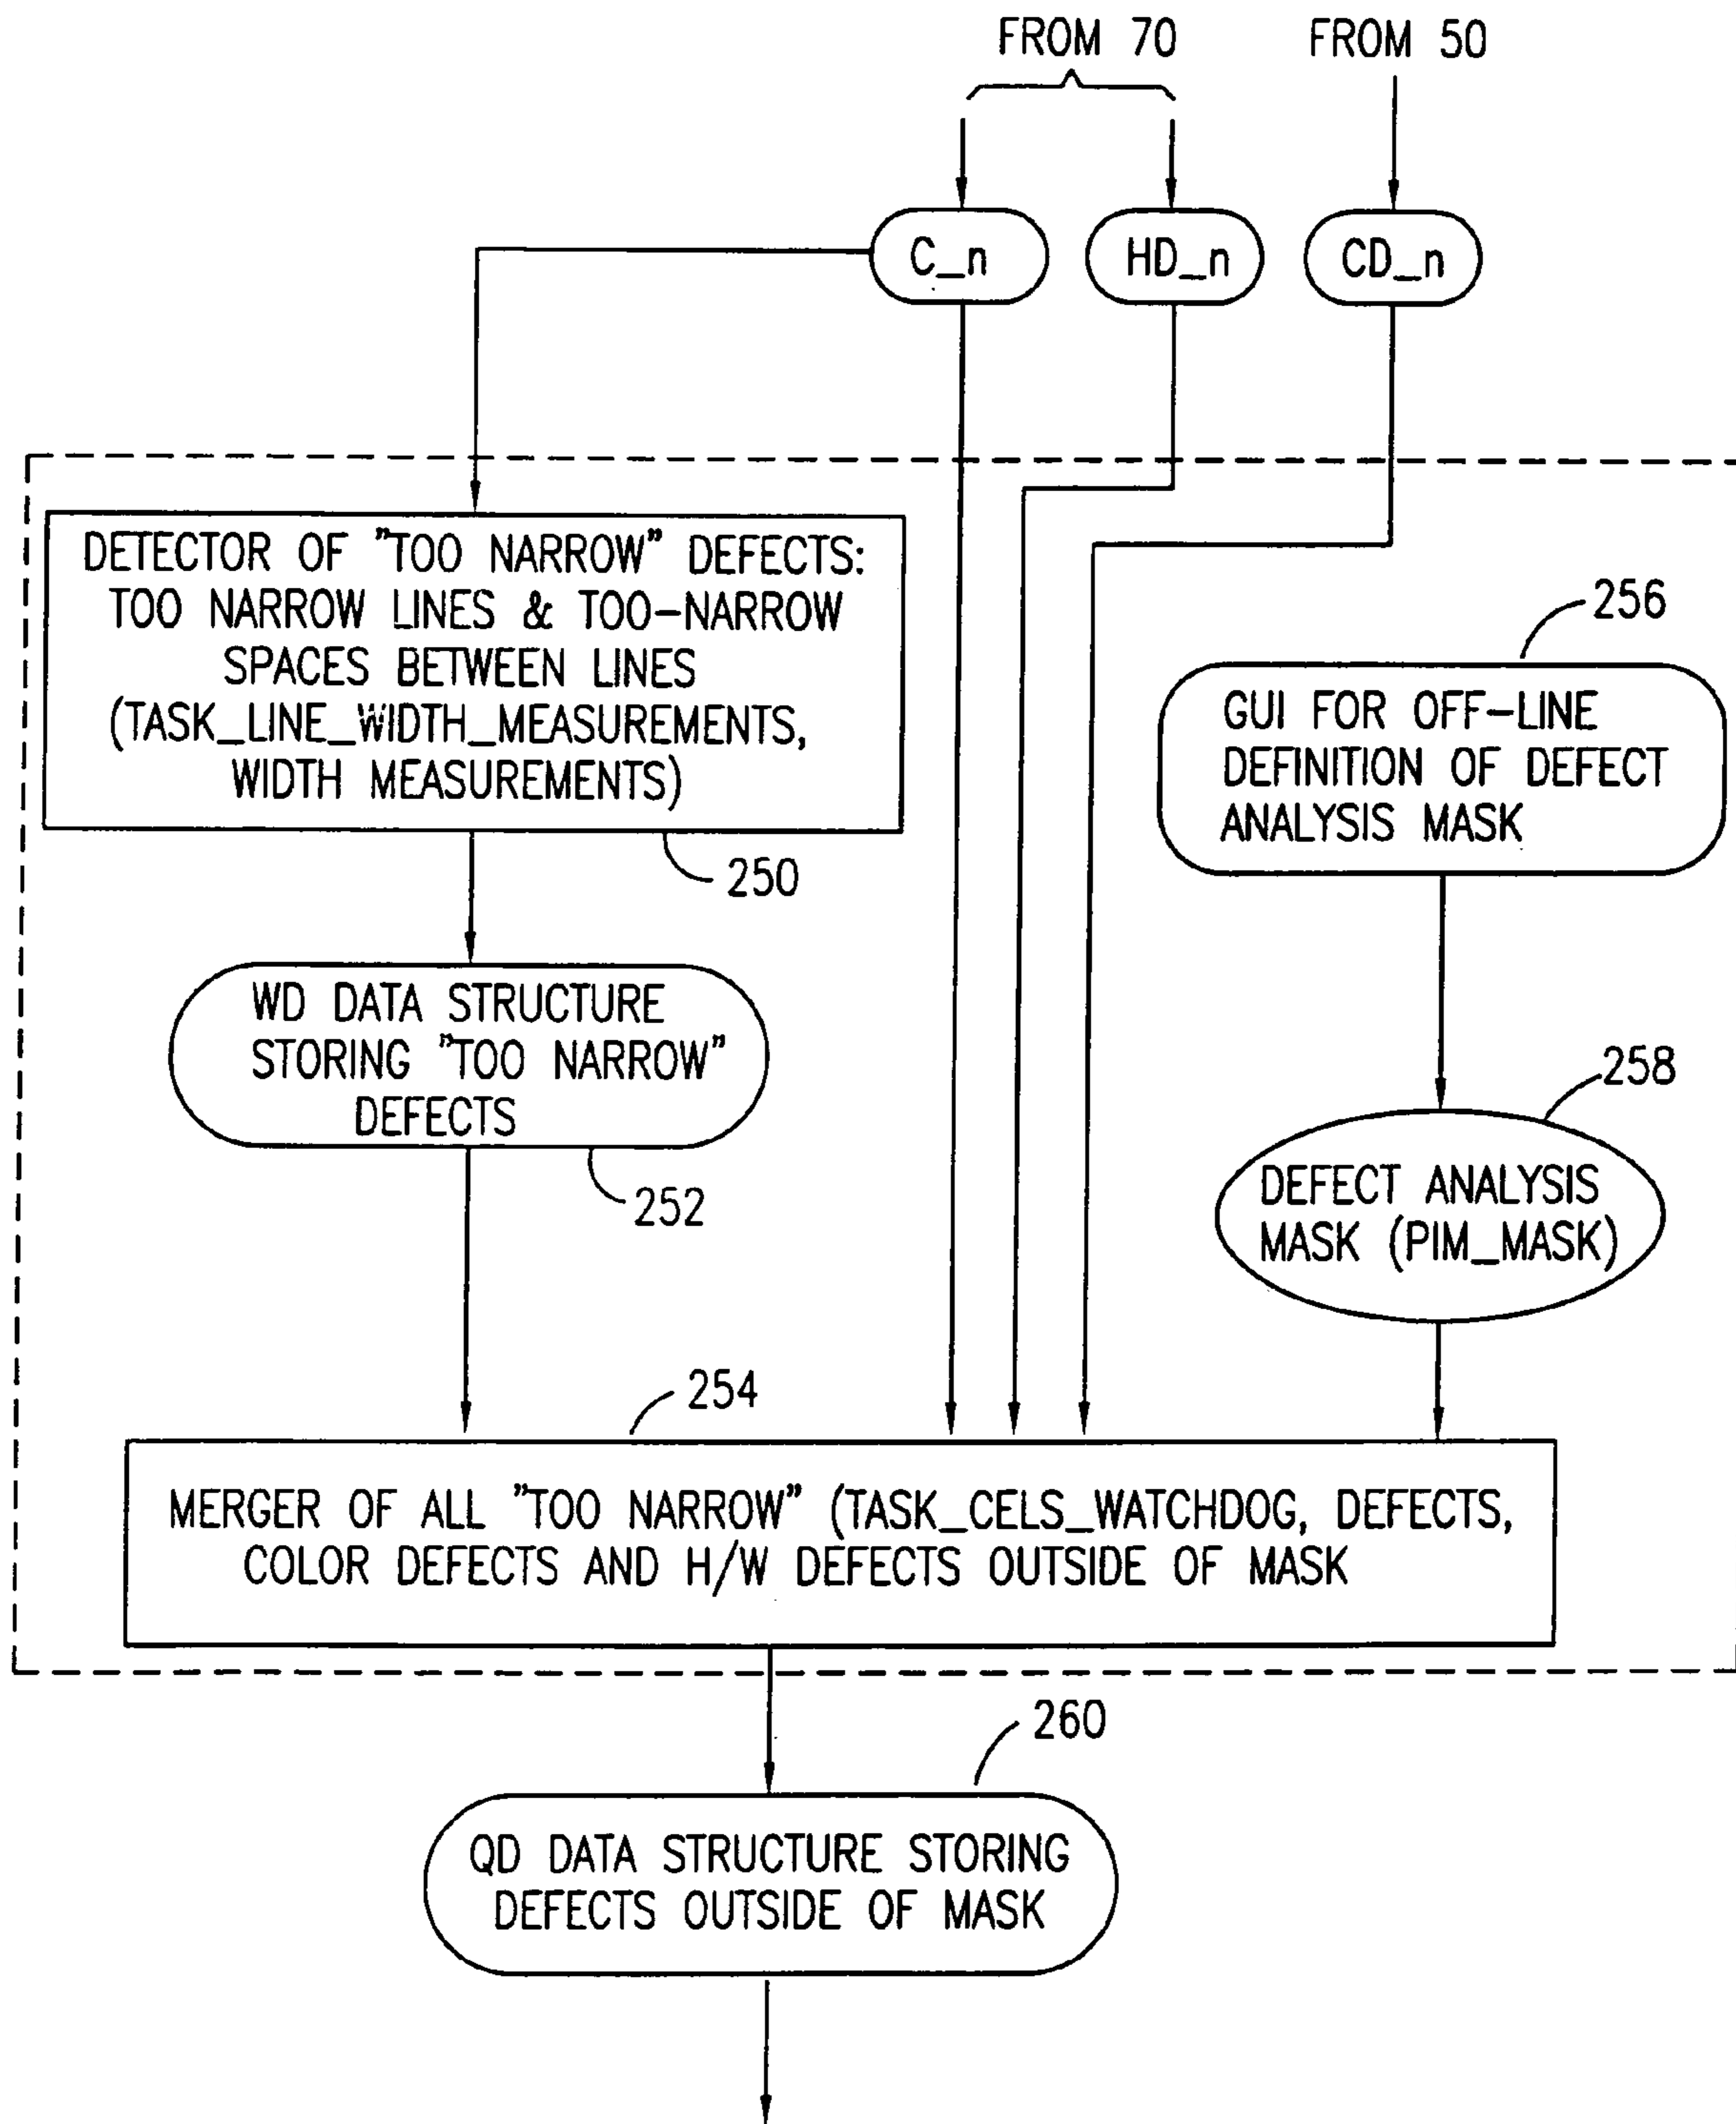 FROM 70
FROM 50
C_n
HD_n
CD_n
DETECTOR OF "TOO NARROW" DEFECTS:
TOO NARROW LINES & TOO-NARROW
SPACES BETWEEN LINES
(TASK_LINE_WIDTH_MEASUREMENTS,
WIDTH MEASUREMENTS)
250
256
GUI FOR OFF-LINE
DEFINITION OF DEFECT
ANALYSIS MASK
WD DATA STRUCTURE
STORING "TOO NARROW"
DEFECTS
252
258
DEFECT ANALYSIS
MASK (PIM_MASK)
254
MERGER OF ALL "TOO NARROW" (TASK_CELS_WATCHDOG, DEFECTS,
COLOR DEFECTS AND H/W DEFECTS OUTSIDE OF MASK
260
QD DATA STRUCTURE STORING
DEFECTS OUTSIDE OF MASK